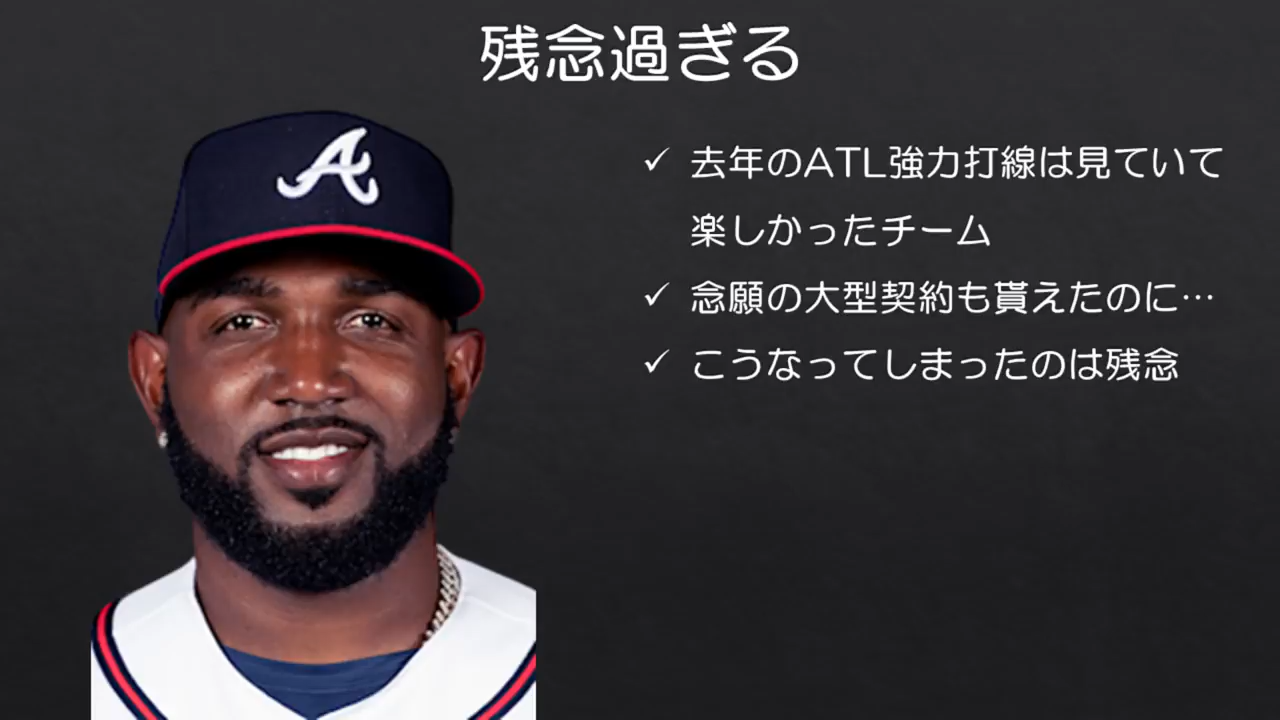 残念過ぎる
✓ 去年のATL強力打線は見ていて
楽しかったチーム
✓ 念願の大型契約も貰えたのに…
✓ こうなってしまったのは残念
A